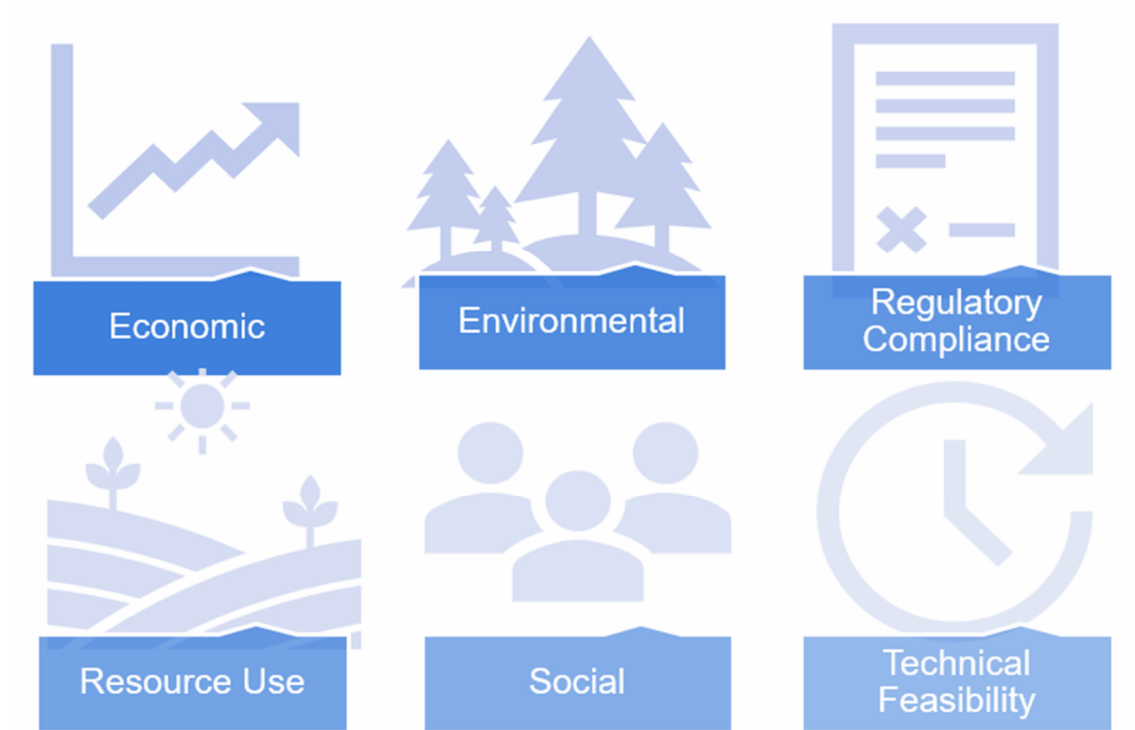 Economic
Environmental
Regulatory
Compliance
Resource Use
Social
Technical
Feasibility